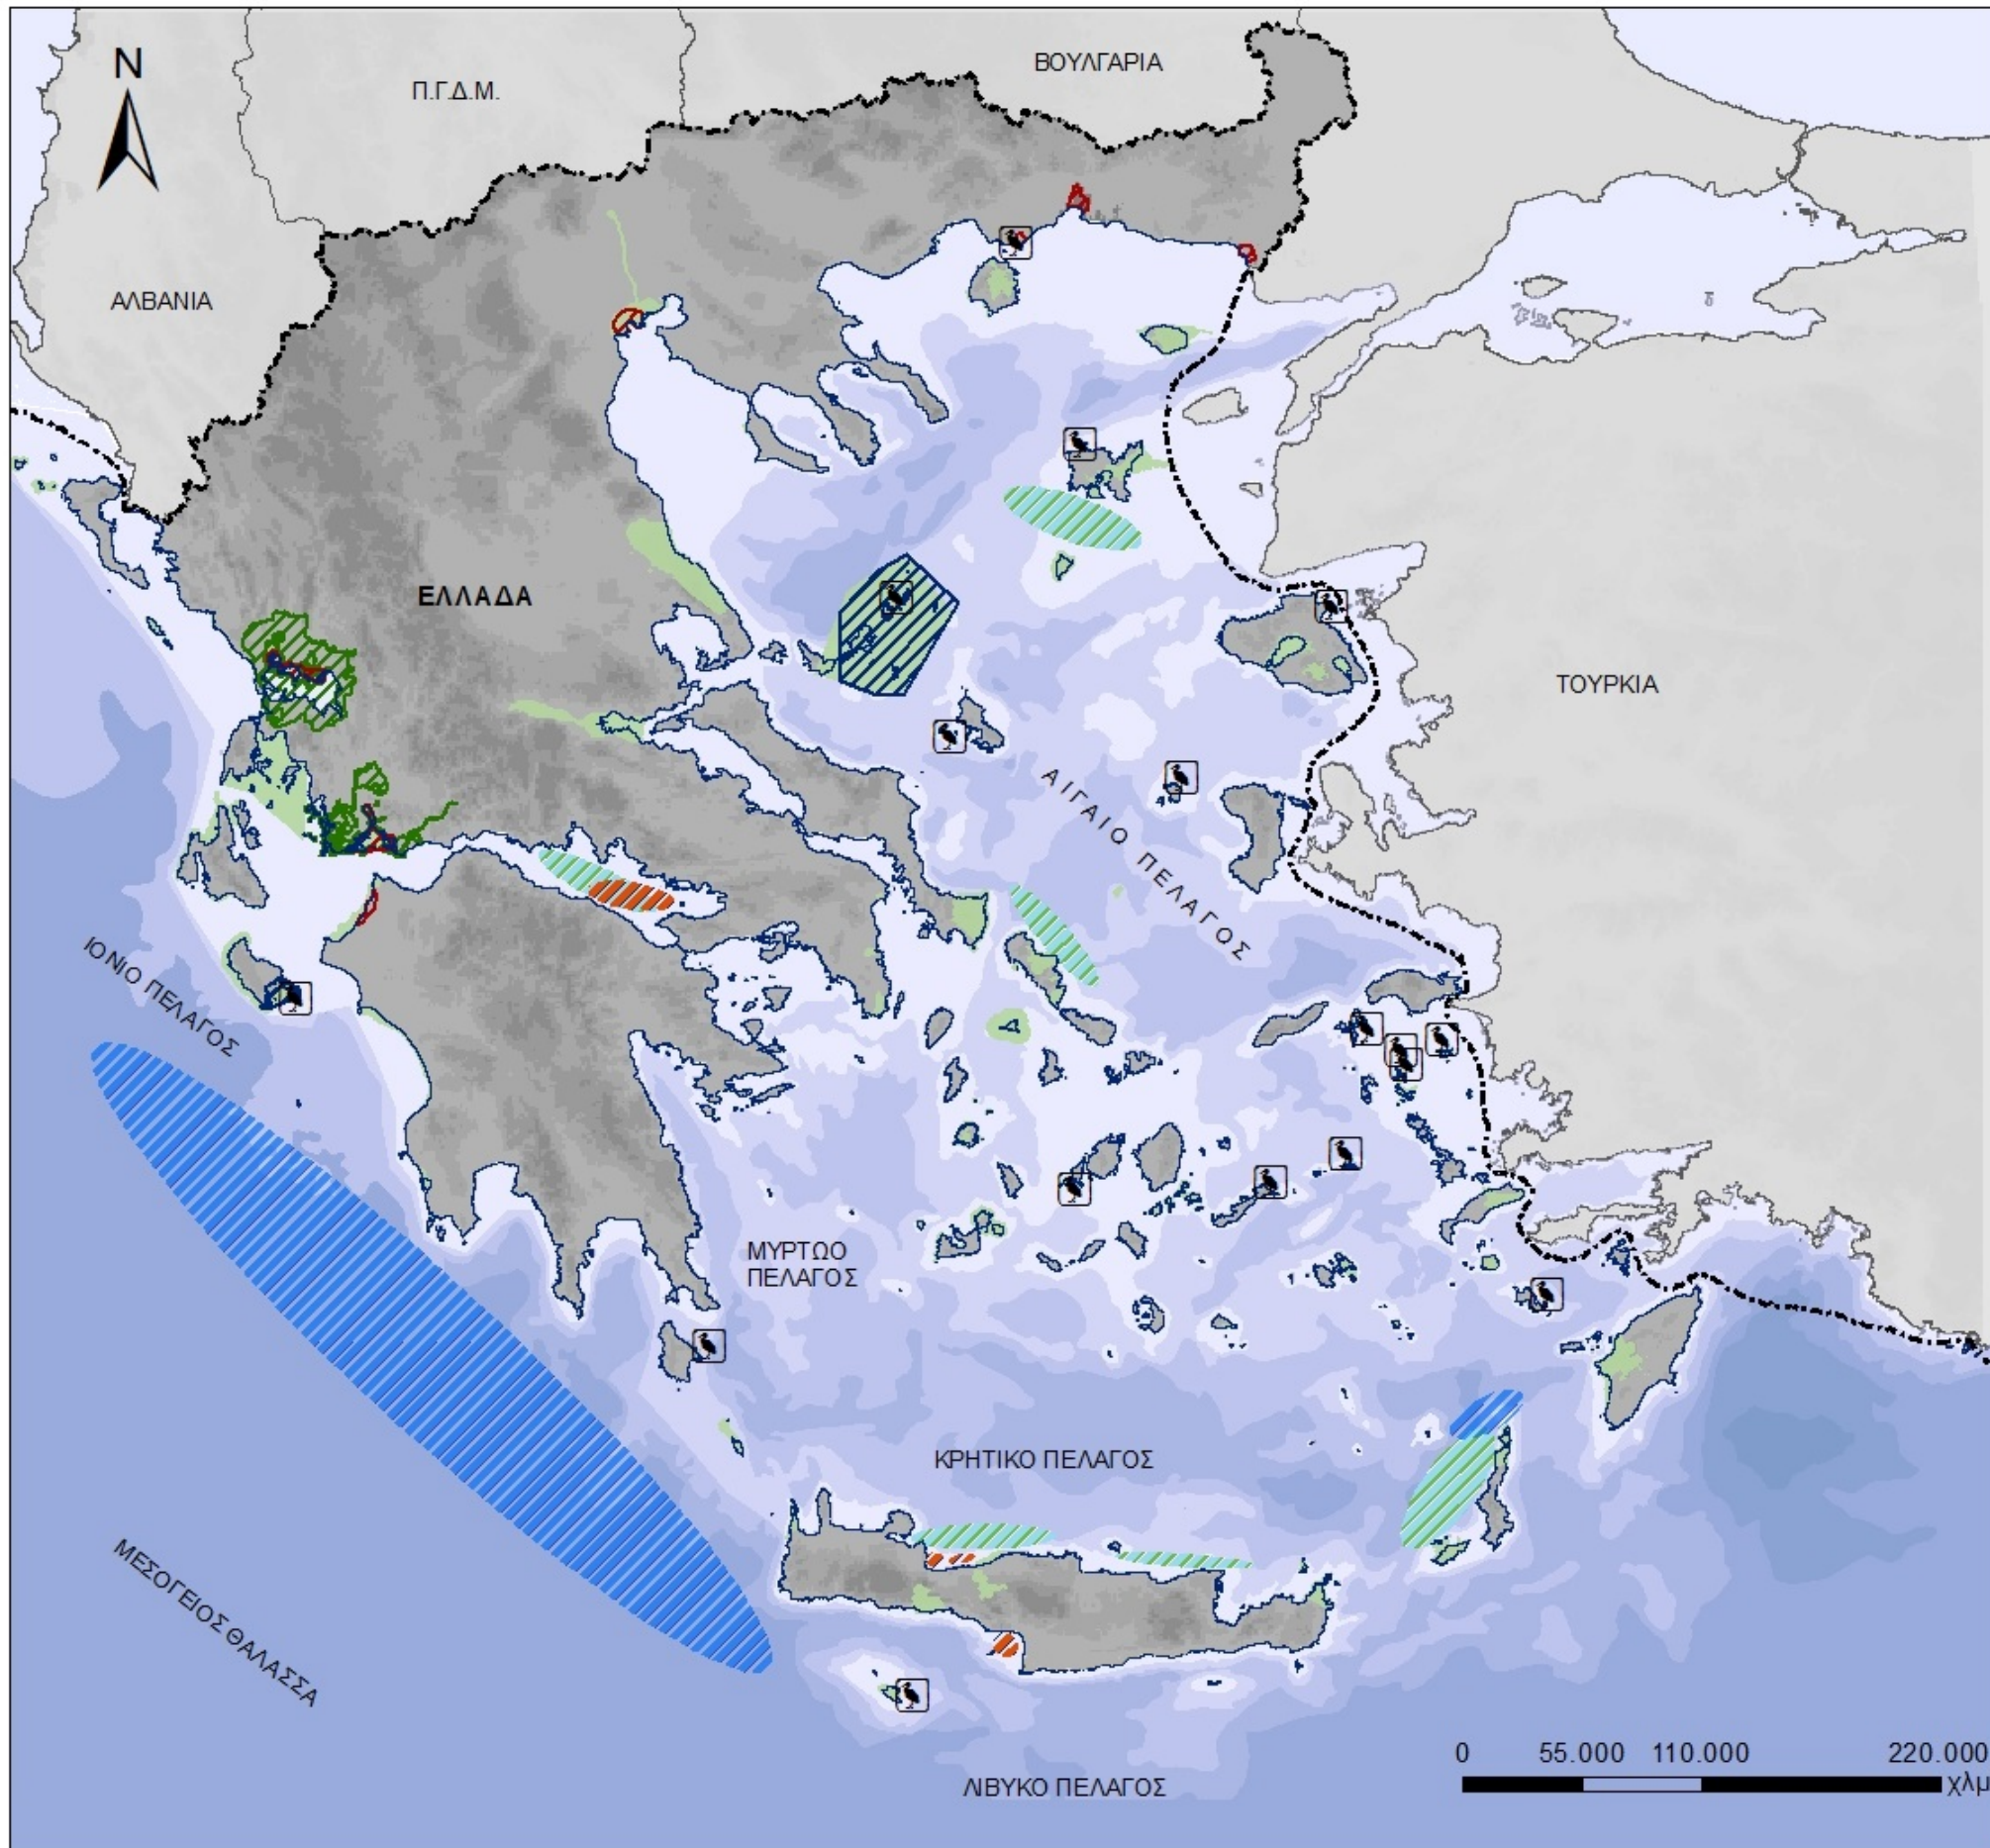 ΒΟΥΛΓΑΡΙΑ
N
Π.Γ.Δ.Μ.
ΑΛΒΑΝΙΑ
ΕΛΛΑΔΑ
ΤΟΥΡΚΙΑ
ΑΙΓΑΙΟ ΠΕΛΑΓΟΣ
ΙΟΝΙΟ ΠΕΛΑΓΟΣ
ΜΥΡΤΩΟ
ΠΕΛΑΓΟΣ
ΚΡΗΤΙΚΟ ΠΕΛΑΓΟΣ
ΜΕΣΟΓΕΙΟΣ ΘΑΛΑΣΣΑ
ΛΙΒΥΚΟ ΠΕΛΑΓΟΣ
0 55.000 110.000 220.000
χλμ